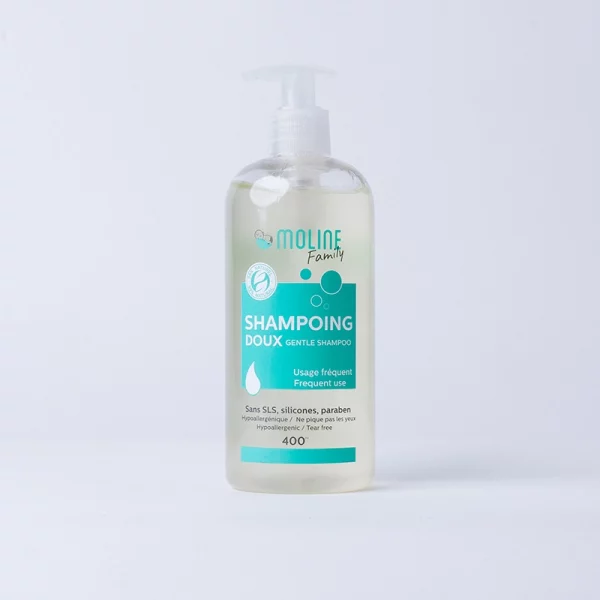 MOLINE
Family
SHAMPOING
DOUX GENTLE SHAMPOO
Usage fréquent
Frequent use
Sans SLS, silicones, paraben
Hypoallergénique / Ne pique pas les yeux
Hypoallergenic / Tear free
400